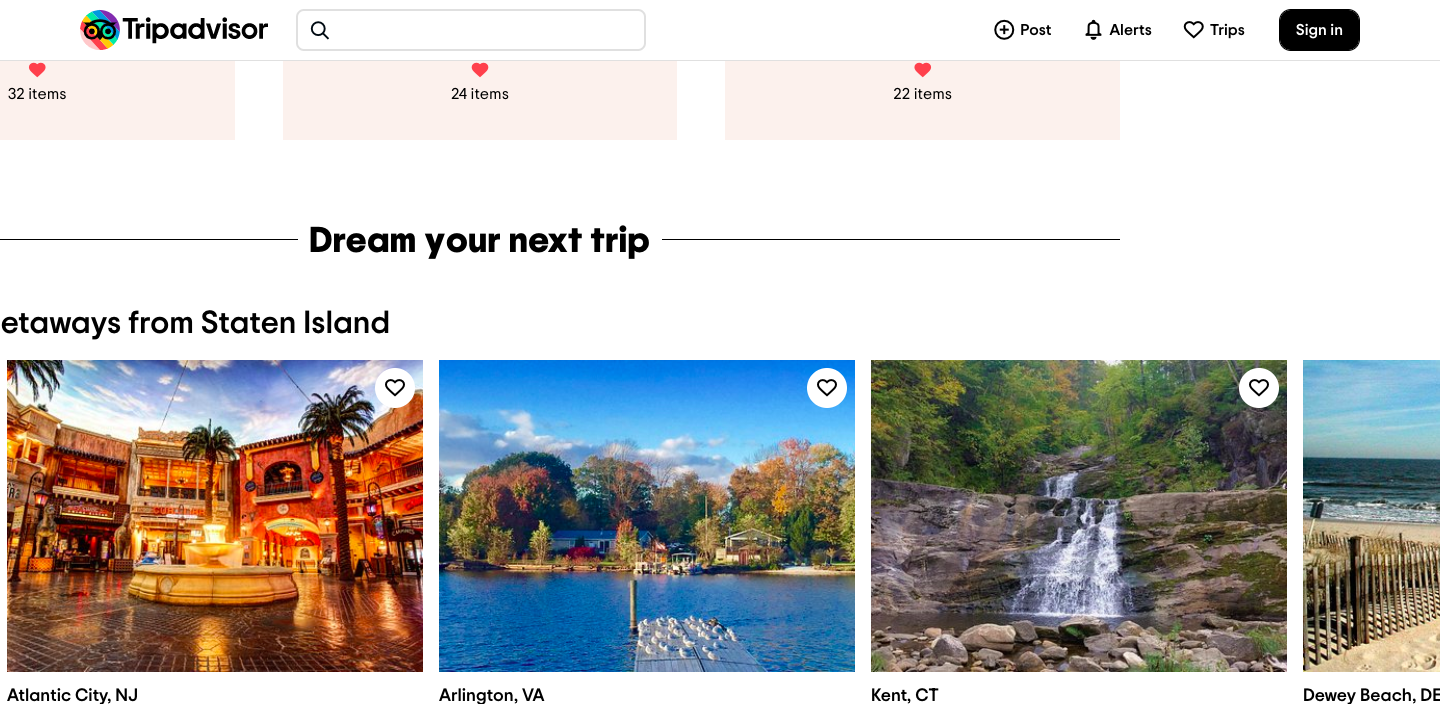 Tripadvisor
Post
Alerts
Trips
Sign in
32 items
24 items
22 items
Dream your next trip
etaways from Staten Island
Atlantic City, NJ
Arlington, VA
Kent, CT
Dewey Beach, DE